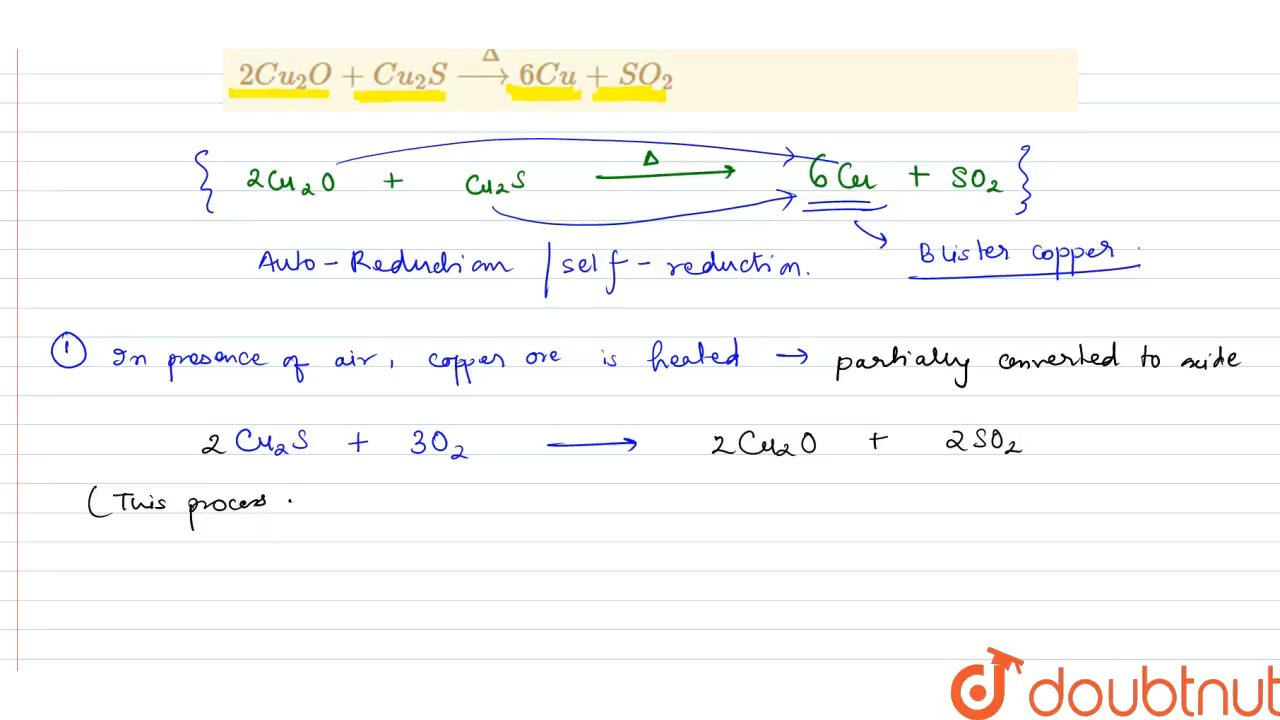 2Cu₂O + Cu₂S ⟶Δ 6Cu + SO₂
{ 2Cu₂O + Cu₂S ⟶Δ 6Cu + SO₂ }
Auto-Reduction / self-reduction.
Blister copper.
① In presence of air, copper ore is heated → partially converted to oxide
2Cu₂S + 3O₂ ⟶ 2Cu₂O + 2SO₂
(This process.
doubtnut